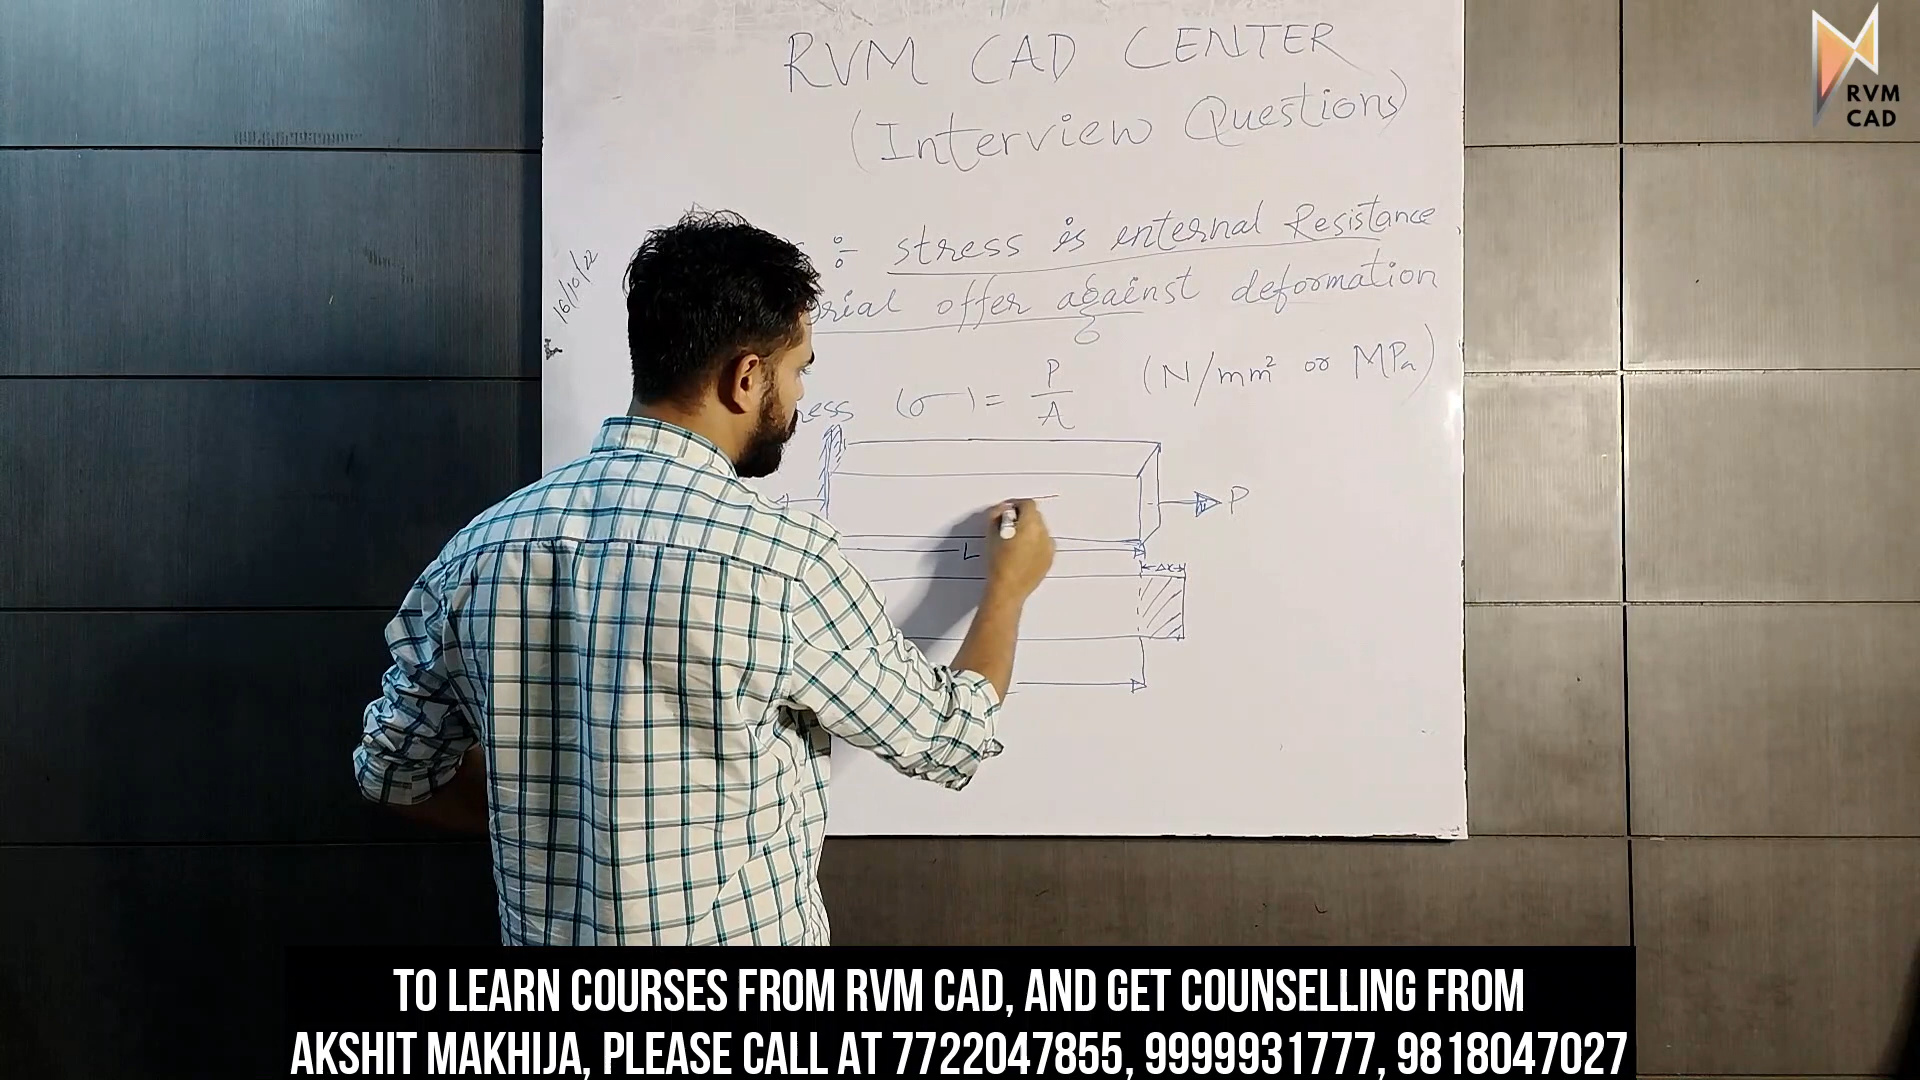 RVM CAD CENTER
(Interview Questions)
RVM
CAD
16/10/22
stress is internal Resistance
offer against deformation
(σ) = P
A
(N/mm² or MPa)
P
L
Δx
TO LEARN COURSES FROM RVM CAD, AND GET COUNSELLING FROM
AKSHIT MAKHIJA, PLEASE CALL AT 7722047855, 9999931777, 9818047027